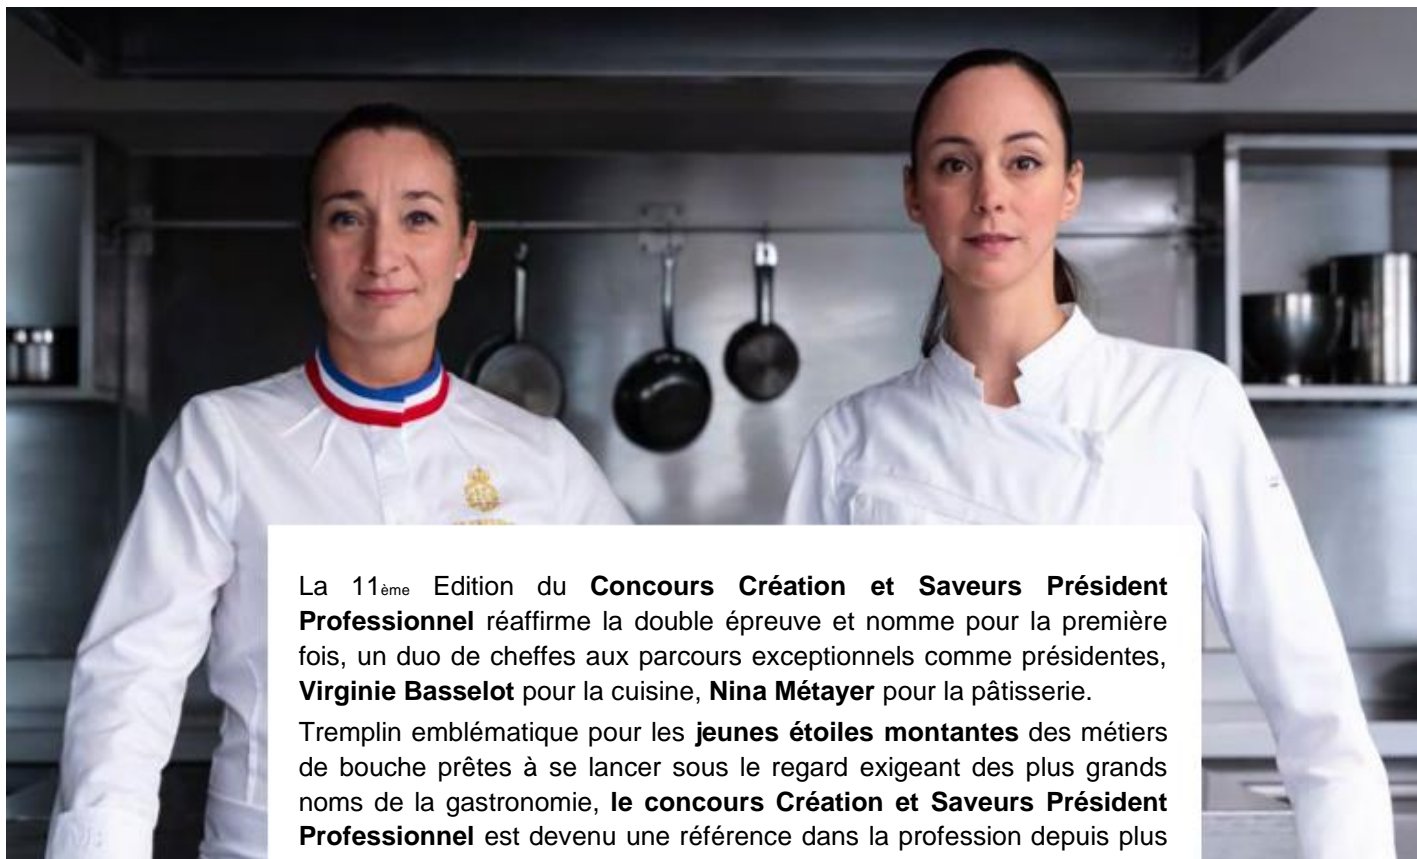 La 11ème Edition du Concours Création et Saveurs Président
Professionnel réaffirme la double épreuve et nomme pour la première
fois, un duo de cheffes aux parcours exceptionnels comme présidentes,
Virginie Basselot pour la cuisine, Nina Métayer pour la pâtisserie.
Tremplin emblématique pour les jeunes étoiles montantes des métiers
de bouche prêtes à se lancer sous le regard exigeant des plus grands
noms de la gastronomie, le concours Création et Saveurs Président
Professionnel est devenu une référence dans la profession depuis plus